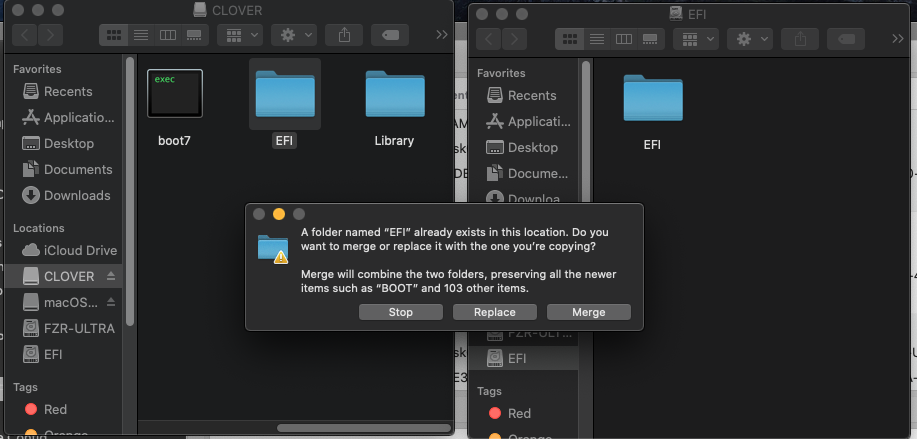 CLOVER
Favorites
Recents
Applicatio...
Desktop
Documents
Downloads
Locations
iCloud Drive
CLOVER
macOS...
FZR-ULTRA
EFI
Tags
Red
Orange
exec
boot7
EFI
Library
EFI
Favorites
Recents
Applicati...
Desktop
Docume...
Downloa
FZR-ULT
EFI
Tags
Red
Orange
EFI
A folder named “EFI” already exists in this location. Do you
want to merge or replace it with the one you’re copying?
Merge will combine the two folders, preserving all the newer
items such as “BOOT” and 103 other items.
Stop
Replace
Merge